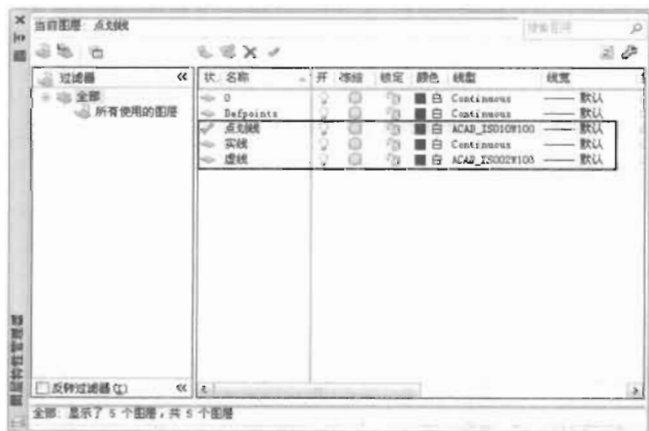 当前图层: 点划线
搜索图层
过滤器
全部
所有使用的图层
状. 名称 开 冻结 锁定 颜色 线型 线宽
0 白 Continuous 默认
Defpoints 白 Continuous 默认
点划线 白 ACAD_ISO10W100 默认
实线 白 Continuous 默认
虚线 白 ACAD_ISO02W100 默认
反转过滤器(I)
全部: 显示了 5 个图层，共 5 个图层
图层特性管理器